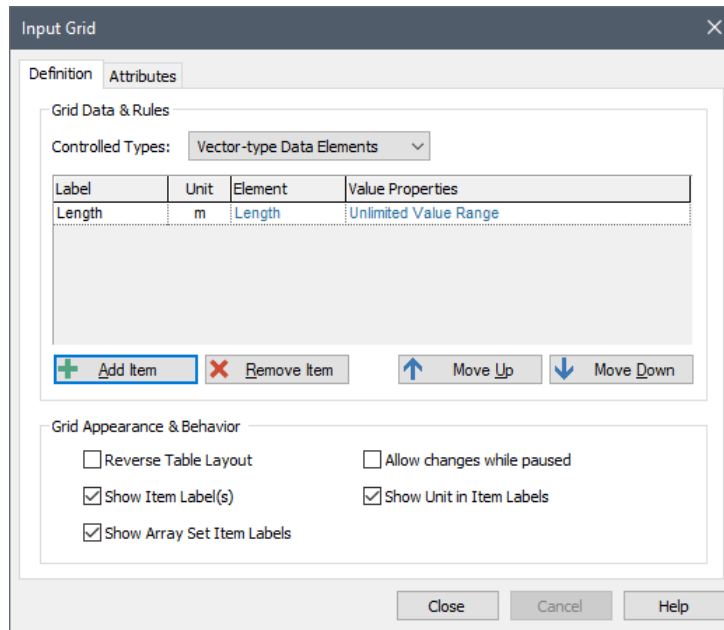 Input Grid
Definition Attributes
Grid Data & Rules
Controlled Types: Vector-type Data Elements
Label Unit Element Value Properties
Length m Length Unlimited Value Range
Add Item Remove Item Move Up Move Down
Grid Appearance & Behavior
Reverse Table Layout Allow changes while paused
Show Item Label(s) Show Unit in Item Labels
Show Array Set Item Labels
Close Cancel Help